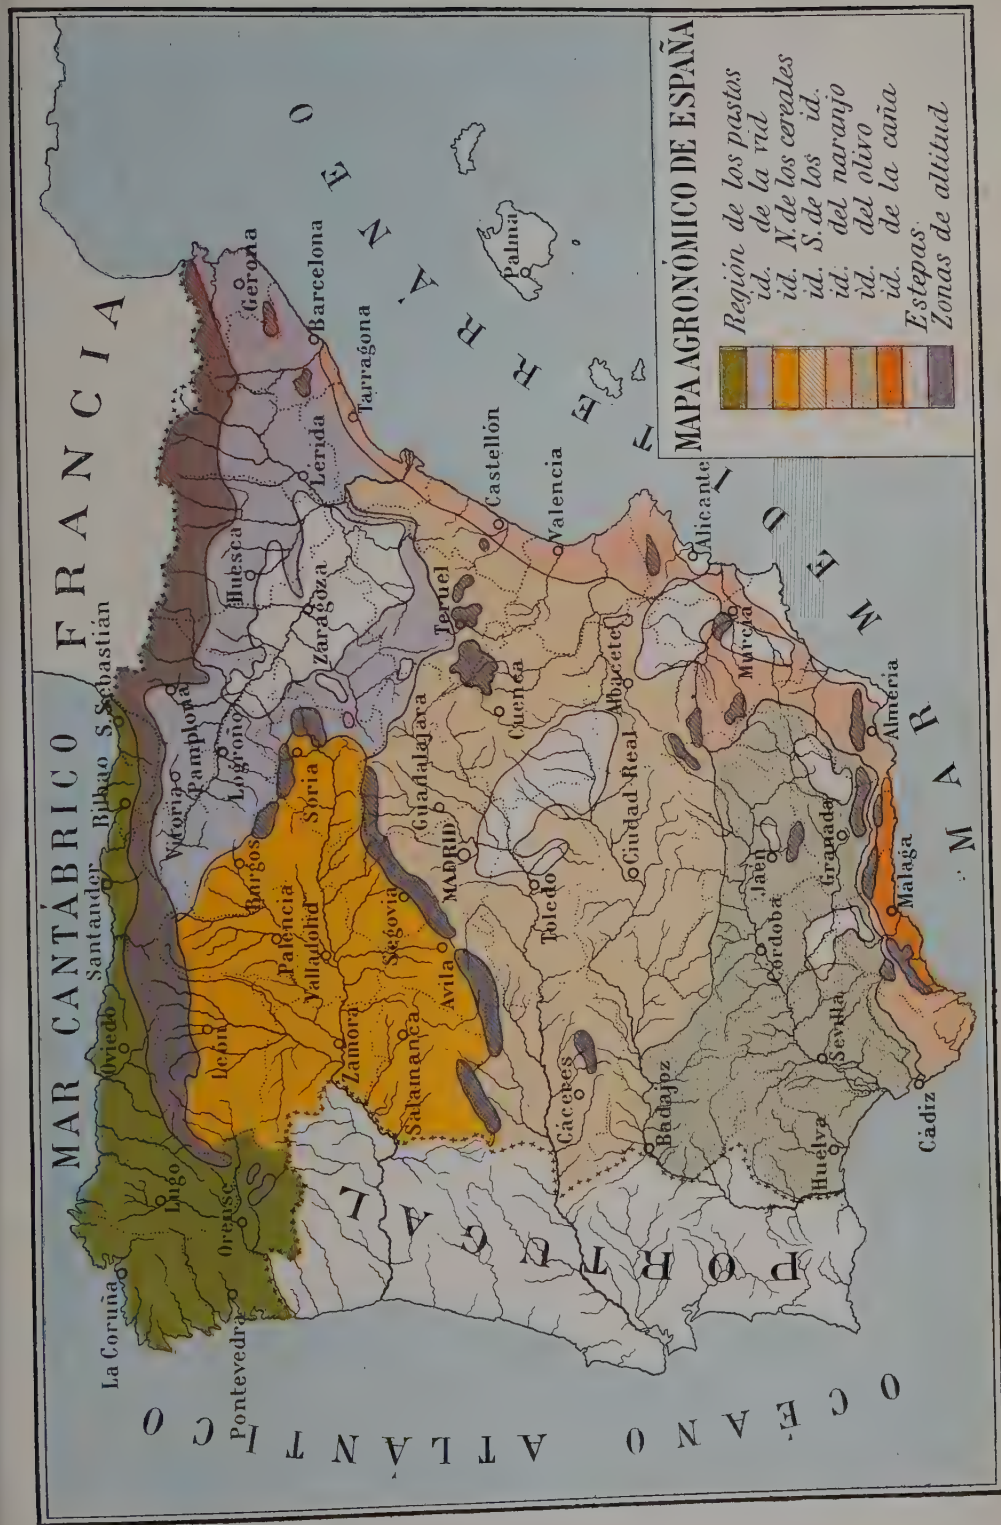 MAPA AGRONÓMICO DE ESPAÑA
Región de los pastos
id. de la vid
id. N. de los cereales
id. S. de los id.
id. del naranjo
id. del olivo
id. de la caña
Estepas
Zonas de altitud
MAR CANTÁBRICO
FRANCIA
OCÉANO ATLÁNTICO
PORTUGAL
MAR MEDITERRÁNEO
La Coruña
Lugo
Pontevedra
Orense
Oviedo
Santander
Bilbao
S. Sebastián
Vitoria
Pamplona
Logroño
Huesca
Zaragoza
Lérida
Gerona
Barcelona
Tarragona
León
Burgos
Palencia
Valladolid
Soria
Zamora
Salamanca
Segovia
Avila
Guadalajara
MADRID
Teruel
Cuenca
Castellón
Valencia
Palma
Toledo
Cáceres
Badajoz
Ciudad Real
Albacete
Alicante
Murcia
Huelva
Sevilla
Córdoba
Jaén
Granada
Almería
Málaga
Cádiz